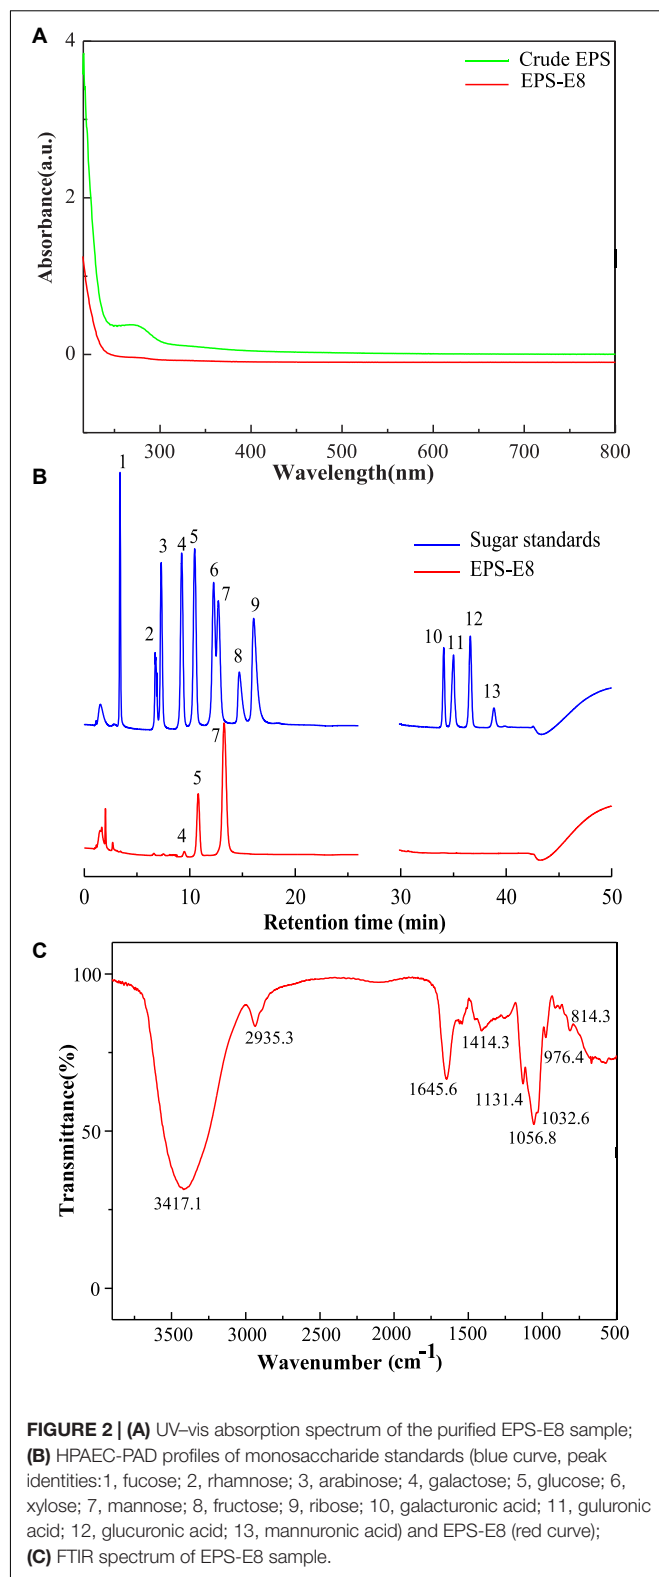 A
4
2
0
Absorbance(a.u.)
Crude EPS
EPS-E8
300 400 500 600 700 800
Wavelength(nm)
B
1
2
3
4
5
6
7
8
9
10
11
12
13
Sugar standards
EPS-E8
4
5
7
0 10 20 30 40 50
Retention time (min)
C
100
50
0
Transmittance(%)
3417.1
2935.3
1645.6
1414.3
1131.4
1056.8
1032.6
976.4
814.3
3500 3000 2500 2000 1500 1000 500
Wavenumber (cm-1)
FIGURE 2 | (A) UV–vis absorption spectrum of the purified EPS-E8 sample;
(B) HPAEC-PAD profiles of monosaccharide standards (blue curve, peak
identities:1, fucose; 2, rhamnose; 3, arabinose; 4, galactose; 5, glucose; 6,
xylose; 7, mannose; 8, fructose; 9, ribose; 10, galacturonic acid; 11, guluronic
acid; 12, glucuronic acid; 13, mannuronic acid) and EPS-E8 (red curve);
(C) FTIR spectrum of EPS-E8 sample.